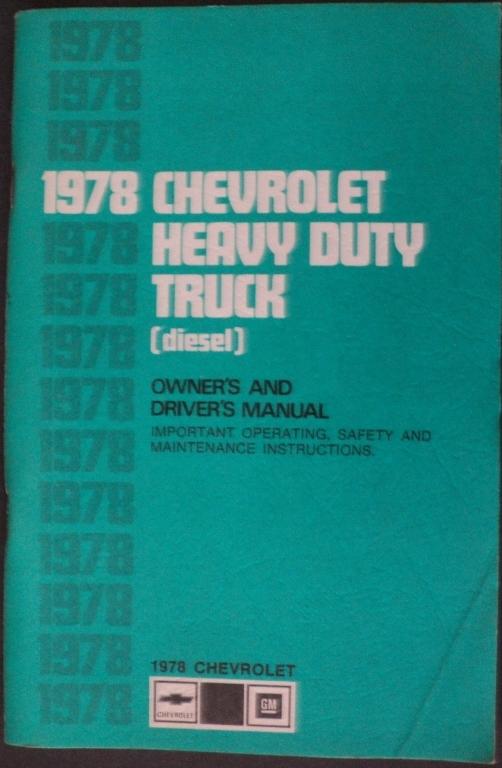 1978
1978
1978
1978 CHEVROLET
1978 HEAVY DUTY
1978 TRUCK
1978 (diesel)
1978 OWNER'S AND
DRIVER'S MANUAL
IMPORTANT OPERATING, SAFETY AND
1978 MAINTENANCE INSTRUCTIONS.
1978
1978
1978
1978
1978 CHEVROLET
1978
CHEVROLET GM